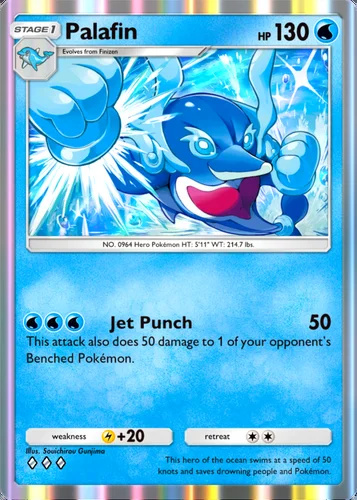 STAGE 1
Palafin
HP 130
Evolves from Finizen
NO. 0964 Hero Pokémon HT: 5'11" WT: 214.7 lbs.
Jet Punch 50
This attack also does 50 damage to 1 of your opponent's
Benched Pokémon.
weakness +20 retreat
Illus. Souichirou Gunjima
This hero of the ocean swims at a speed of 50
knots and saves drowning people and Pokémon.